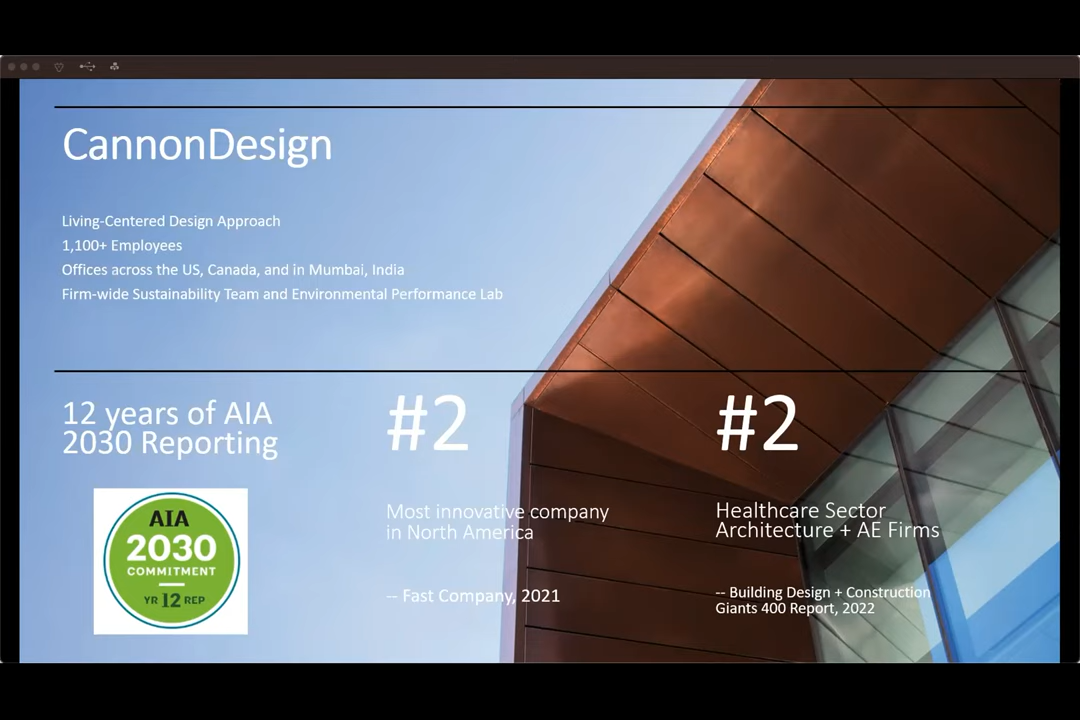 CannonDesign
Living-Centered Design Approach
1,100+ Employees
Offices across the US, Canada, and in Mumbai, India
Firm-wide Sustainability Team and Environmental Performance Lab
12 years of AIA
2030 Reporting
AIA
2030
COMMITMENT
YR 12 REP
#2
Most innovative company
in North America
-- Fast Company, 2021
#2
Healthcare Sector
Architecture + AE Firms
-- Building Design + Construction
Giants 400 Report, 2022